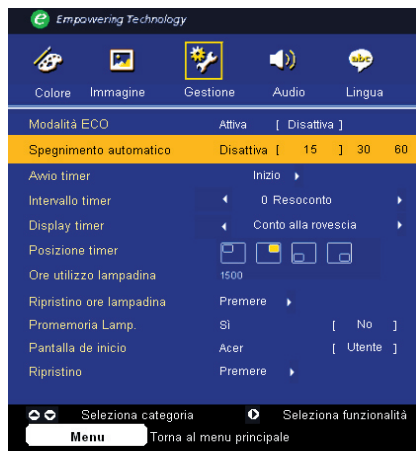 e Empowering Technology
abc
Colore Immagine Gestione Audio Lingua
Modalità ECO Attiva [ Disattiva ]
Spegnimento automatico Disattiva [ 15 ] 30 60
Avvio timer Inizio
Intervallo timer 0 Resoconto
Display timer Conto alla rovescia
Posizione timer
Ore utilizzo lampadina 1500
Ripristino ore lampadina Premere
Promemoria Lamp. Sì [ No ]
Pantalla de inicio Acer [ Utente ]
Ripristino Premere
Seleziona categoria Seleziona funzionalità
Menu Torna al menu principale